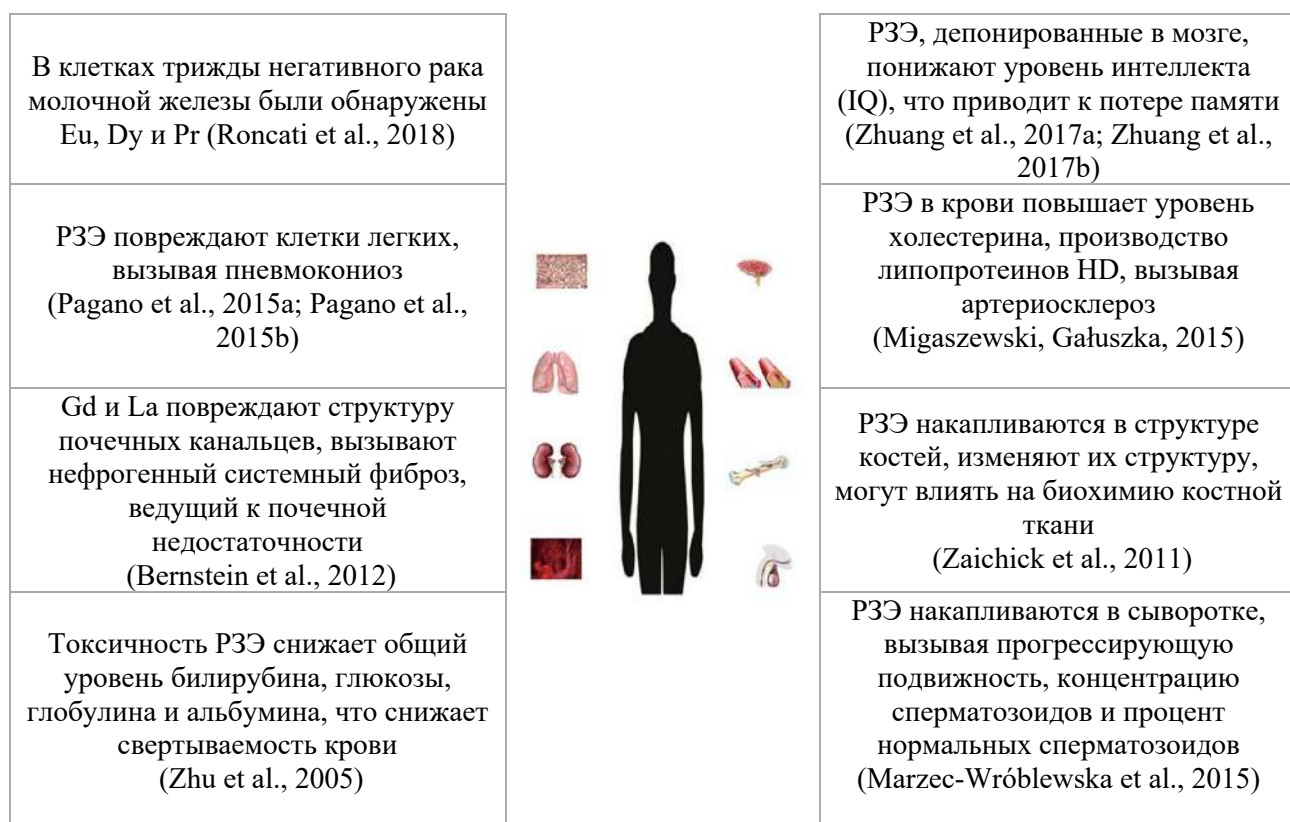 В клетках трижды негативного рака
молочной железы были обнаружены
Eu, Dy и Pr (Roncati et al., 2018)
РЗЭ повреждают клетки легких,
вызывая пневмокониоз
(Pagano et al., 2015a; Pagano et al.,
2015b)
Gd и La повреждают структуру
почечных канальцев, вызывают
нефрогенный системный фиброз,
ведущий к почечной
недостаточности
(Bernstein et al., 2012)
Токсичность РЗЭ снижает общий
уровень билирубина, глюкозы,
глобулина и альбумина, что снижает
свертываемость крови
(Zhu et al., 2005)
РЗЭ, депонированные в мозге,
понижают уровень интеллекта
(IQ), что приводит к потере памяти
(Zhuang et al., 2017a; Zhuang et al.,
2017b)
РЗЭ в крови повышает уровень
холестерина, производство
липопротеинов HD, вызывая
артериосклероз
(Migaszewski, Gałuszka, 2015)
РЗЭ накапливаются в структуре
костей, изменяют их структуру,
могут влиять на биохимию костной
ткани
(Zaichick et al., 2011)
РЗЭ накапливаются в сыворотке,
вызывая прогрессирующую
подвижность, концентрацию
сперматозоидов и процент
нормальных сперматозоидов
(Marzec-Wróblewska et al., 2015)